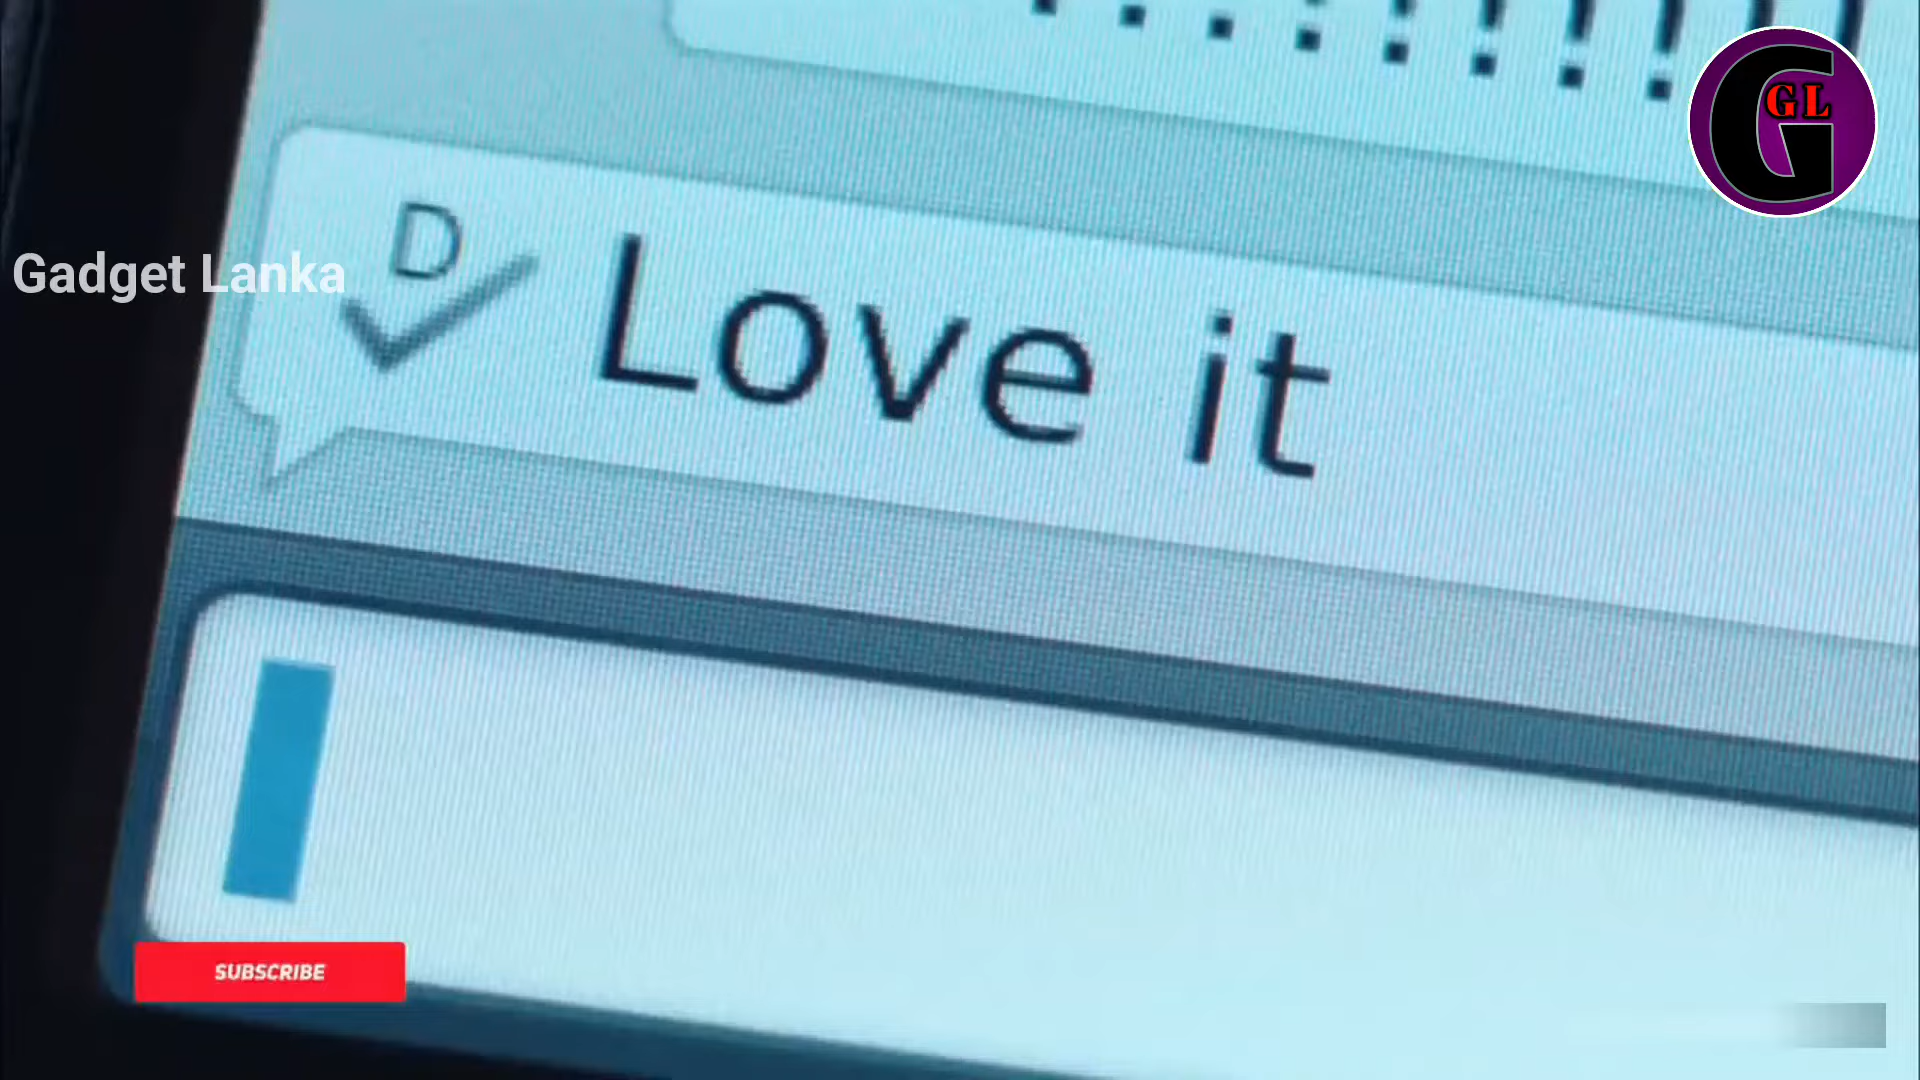 . . . : ! ! ! ! ! !
GL
G
D
Love it
Gadget Lanka
SUBSCRIBE